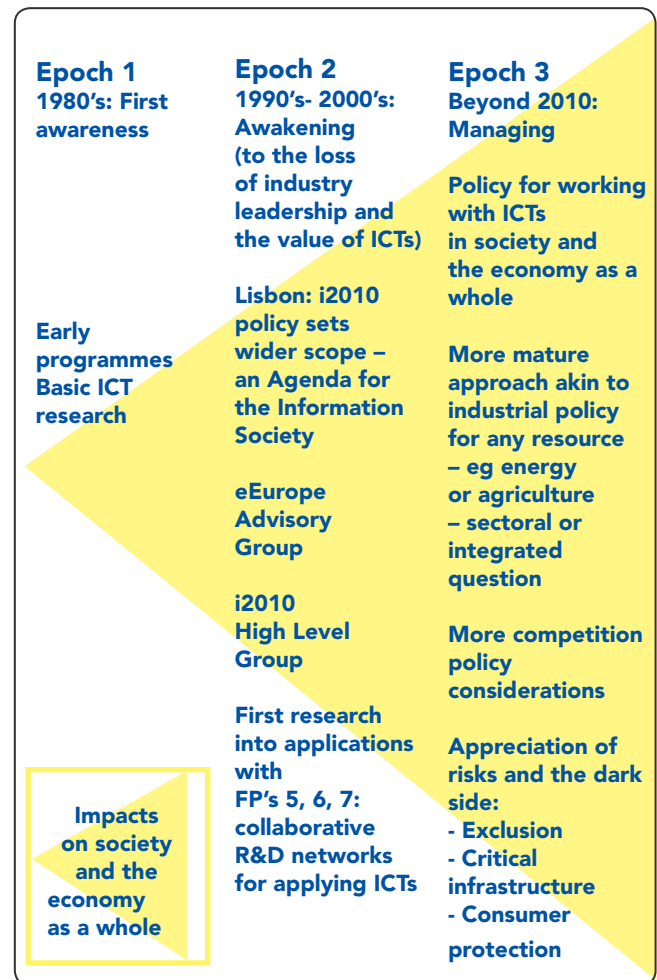 Epoch 1
1980's: First
awareness
Early
programmes
Basic ICT
research
Epoch 2
1990's- 2000's:
Awakening
(to the loss
of industry
leadership and
the value of ICTs)
Lisbon: i2010
policy sets
wider scope –
an Agenda for
the Information
Society
eEurope
Advisory
Group
i2010
High Level
Group
First research
into applications
with
FP's 5, 6, 7:
collaborative
R&D networks
for applying ICTs
Epoch 3
Beyond 2010:
Managing
Policy for working
with ICTs
in society and
the economy as a
whole
More mature
approach akin to
industrial policy
for any resource
– eg energy
or agriculture
– sectoral or
integrated
question
More competition
policy
considerations
Appreciation of
risks and the dark
side:
- Exclusion
- Critical
infrastructure
- Consumer
protection
Impacts
on society
and the
economy
as a whole